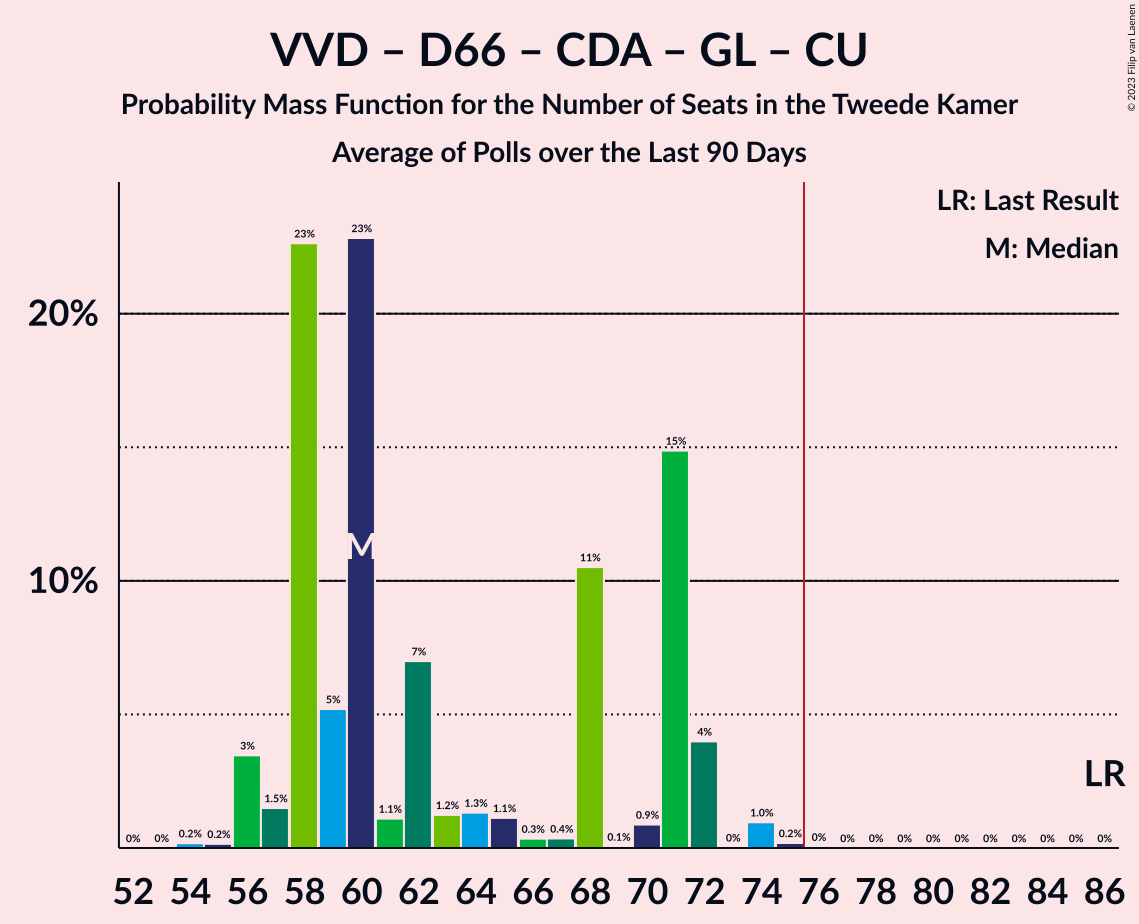 VVD – D66 – CDA – GL – CU
Probability Mass Function for the Number of Seats in the Tweede Kamer
Average of Polls over the Last 90 Days
© 2023 Filip van Laenen
LR: Last Result
M: Median
20%
10%
0% 0% 0.2% 0.2% 3% 1.5% 23% 5% 23% 1.1% 7% 1.2% 1.3% 1.1% 0.3% 0.4% 11% 0.1% 0.9% 15% 4% 0% 1.0% 0.2% 0% 0% 0% 0% 0% 0% 0% 0% 0% 0% 0%
M
LR
52 54 56 58 60 62 64 66 68 70 72 74 76 78 80 82 84 86